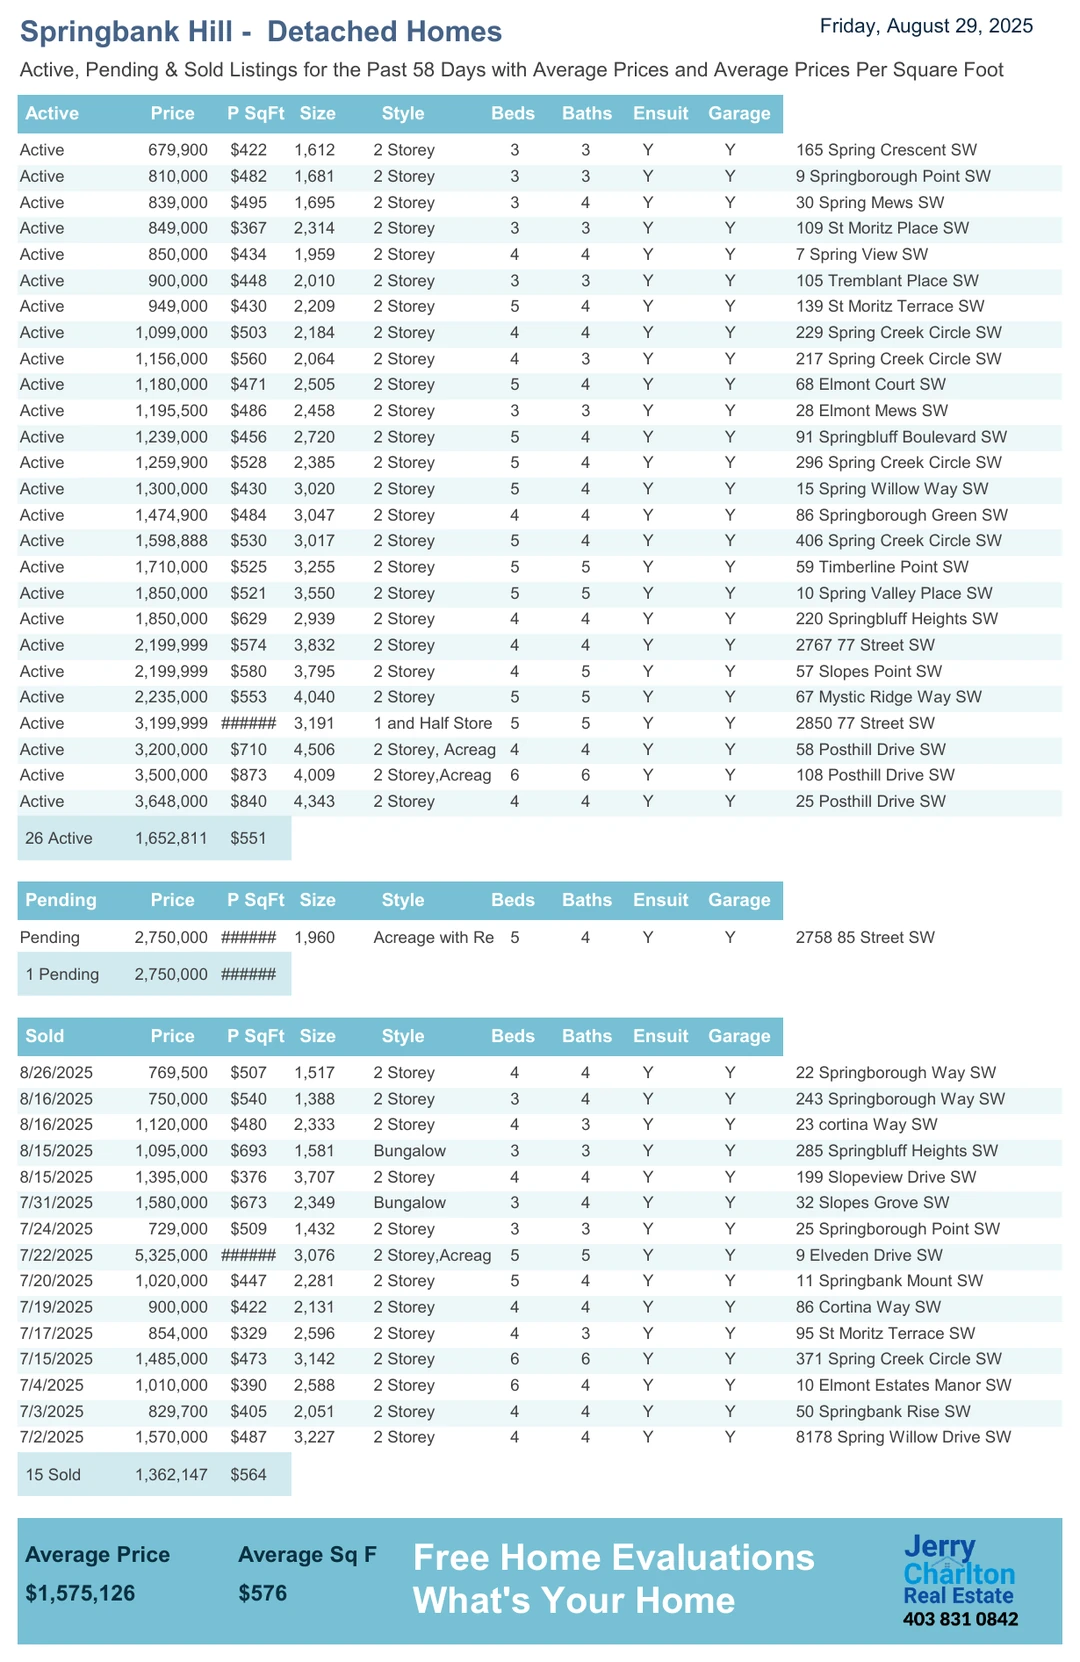 Springbank Hill -  Detached Homes
Friday, August 29, 2025
Active, Pending & Sold Listings for the Past 58 Days with Average Prices and Average Prices Per Square Foot
Active Price P SqFt Size Style Beds Baths Ensuit Garage
Active 679,900 $422 1,612 2 Storey 3 3 Y Y 165 Spring Crescent SW
Active 810,000 $482 1,681 2 Storey 3 3 Y Y 9 Springborough Point SW
Active 839,000 $495 1,695 2 Storey 3 4 Y Y 30 Spring Mews SW
Active 849,000 $367 2,314 2 Storey 3 3 Y Y 109 St Moritz Place SW
Active 850,000 $434 1,959 2 Storey 4 4 Y Y 7 Spring View SW
Active 900,000 $448 2,010 2 Storey 3 3 Y Y 105 Tremblant Place SW
Active 949,000 $430 2,209 2 Storey 5 4 Y Y 139 St Moritz Terrace SW
Active 1,099,000 $503 2,184 2 Storey 4 4 Y Y 229 Spring Creek Circle SW
Active 1,156,000 $560 2,064 2 Storey 4 3 Y Y 217 Spring Creek Circle SW
Active 1,180,000 $471 2,505 2 Storey 5 4 Y Y 68 Elmont Court SW
Active 1,195,500 $486 2,458 2 Storey 3 3 Y Y 28 Elmont Mews SW
Active 1,239,000 $456 2,720 2 Storey 5 4 Y Y 91 Springbluff Boulevard SW
Active 1,259,900 $528 2,385 2 Storey 5 4 Y Y 296 Spring Creek Circle SW
Active 1,300,000 $430 3,020 2 Storey 5 4 Y Y 15 Spring Willow Way SW
Active 1,474,900 $484 3,047 2 Storey 4 4 Y Y 86 Springborough Green SW
Active 1,598,888 $530 3,017 2 Storey 5 4 Y Y 406 Spring Creek Circle SW
Active 1,710,000 $525 3,255 2 Storey 5 5 Y Y 59 Timberline Point SW
Active 1,850,000 $521 3,550 2 Storey 5 5 Y Y 10 Spring Valley Place SW
Active 1,850,000 $629 2,939 2 Storey 4 4 Y Y 220 Springbluff Heights SW
Active 2,199,999 $574 3,832 2 Storey 4 4 Y Y 2767 77 Street SW
Active 2,199,999 $580 3,795 2 Storey 4 5 Y Y 57 Slopes Point SW
Active 2,235,000 $553 4,040 2 Storey 5 5 Y Y 67 Mystic Ridge Way SW
Active 3,199,999 ###### 3,191 1 and Half Store 5 5 Y Y 2850 77 Street SW
Active 3,200,000 $710 4,506 2 Storey, Acreag 4 4 Y Y 58 Posthill Drive SW
Active 3,500,000 $873 4,009 2 Storey,Acreag 6 6 Y Y 108 Posthill Drive SW
Active 3,648,000 $840 4,343 2 Storey 4 4 Y Y 25 Posthill Drive SW
26 Active 1,652,811 $551
Pending Price P SqFt Size Style Beds Baths Ensuit Garage
Pending 2,750,000 ###### 1,960 Acreage with Re 5 4 Y Y 2758 85 Street SW
1 Pending 2,750,000 ######
Sold Price P SqFt Size Style Beds Baths Ensuit Garage
8/26/2025 769,500 $507 1,517 2 Storey 4 4 Y Y 22 Springborough Way SW
8/16/2025 750,000 $540 1,388 2 Storey 3 4 Y Y 243 Springborough Way SW
8/16/2025 1,120,000 $480 2,333 2 Storey 4 3 Y Y 23 cortina Way SW
8/15/2025 1,095,000 $693 1,581 Bungalow 3 3 Y Y 285 Springbluff Heights SW
8/15/2025 1,395,000 $376 3,707 2 Storey 4 4 Y Y 199 Slopeview Drive SW
7/31/2025 1,580,000 $673 2,349 Bungalow 3 4 Y Y 32 Slopes Grove SW
7/24/2025 729,000 $509 1,432 2 Storey 3 3 Y Y 25 Springborough Point SW
7/22/2025 5,325,000 ###### 3,076 2 Storey,Acreag 5 5 Y Y 9 Elveden Drive SW
7/20/2025 1,020,000 $447 2,281 2 Storey 5 4 Y Y 11 Springbank Mount SW
7/19/2025 900,000 $422 2,131 2 Storey 4 4 Y Y 86 Cortina Way SW
7/17/2025 854,000 $329 2,596 2 Storey 4 3 Y Y 95 St Moritz Terrace SW
7/15/2025 1,485,000 $473 3,142 2 Storey 6 6 Y Y 371 Spring Creek Circle SW
7/4/2025 1,010,000 $390 2,588 2 Storey 6 4 Y Y 10 Elmont Estates Manor SW
7/3/2025 829,700 $405 2,051 2 Storey 4 4 Y Y 50 Springbank Rise SW
7/2/2025 1,570,000 $487 3,227 2 Storey 4 4 Y Y 8178 Spring Willow Drive SW
15 Sold 1,362,147 $564
Average Price Average Sq F
$1,575,126 $576
Free Home Evaluations
What's Your Home
Jerry
Charlton
Real Estate
403 831 0842